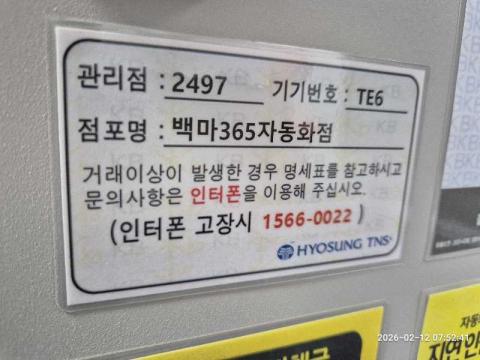 관리점 : 2497 기기번호 : TE6
점포명 : 백마365자동화점
거래이상이 발생한 경우 명세표를 참고하시고
문의사항은 인터폰을 이용해 주십시오.
(인터폰 고장시 1566-0022 )
HYOSUNG TNS
2026-02-12 07:52:41